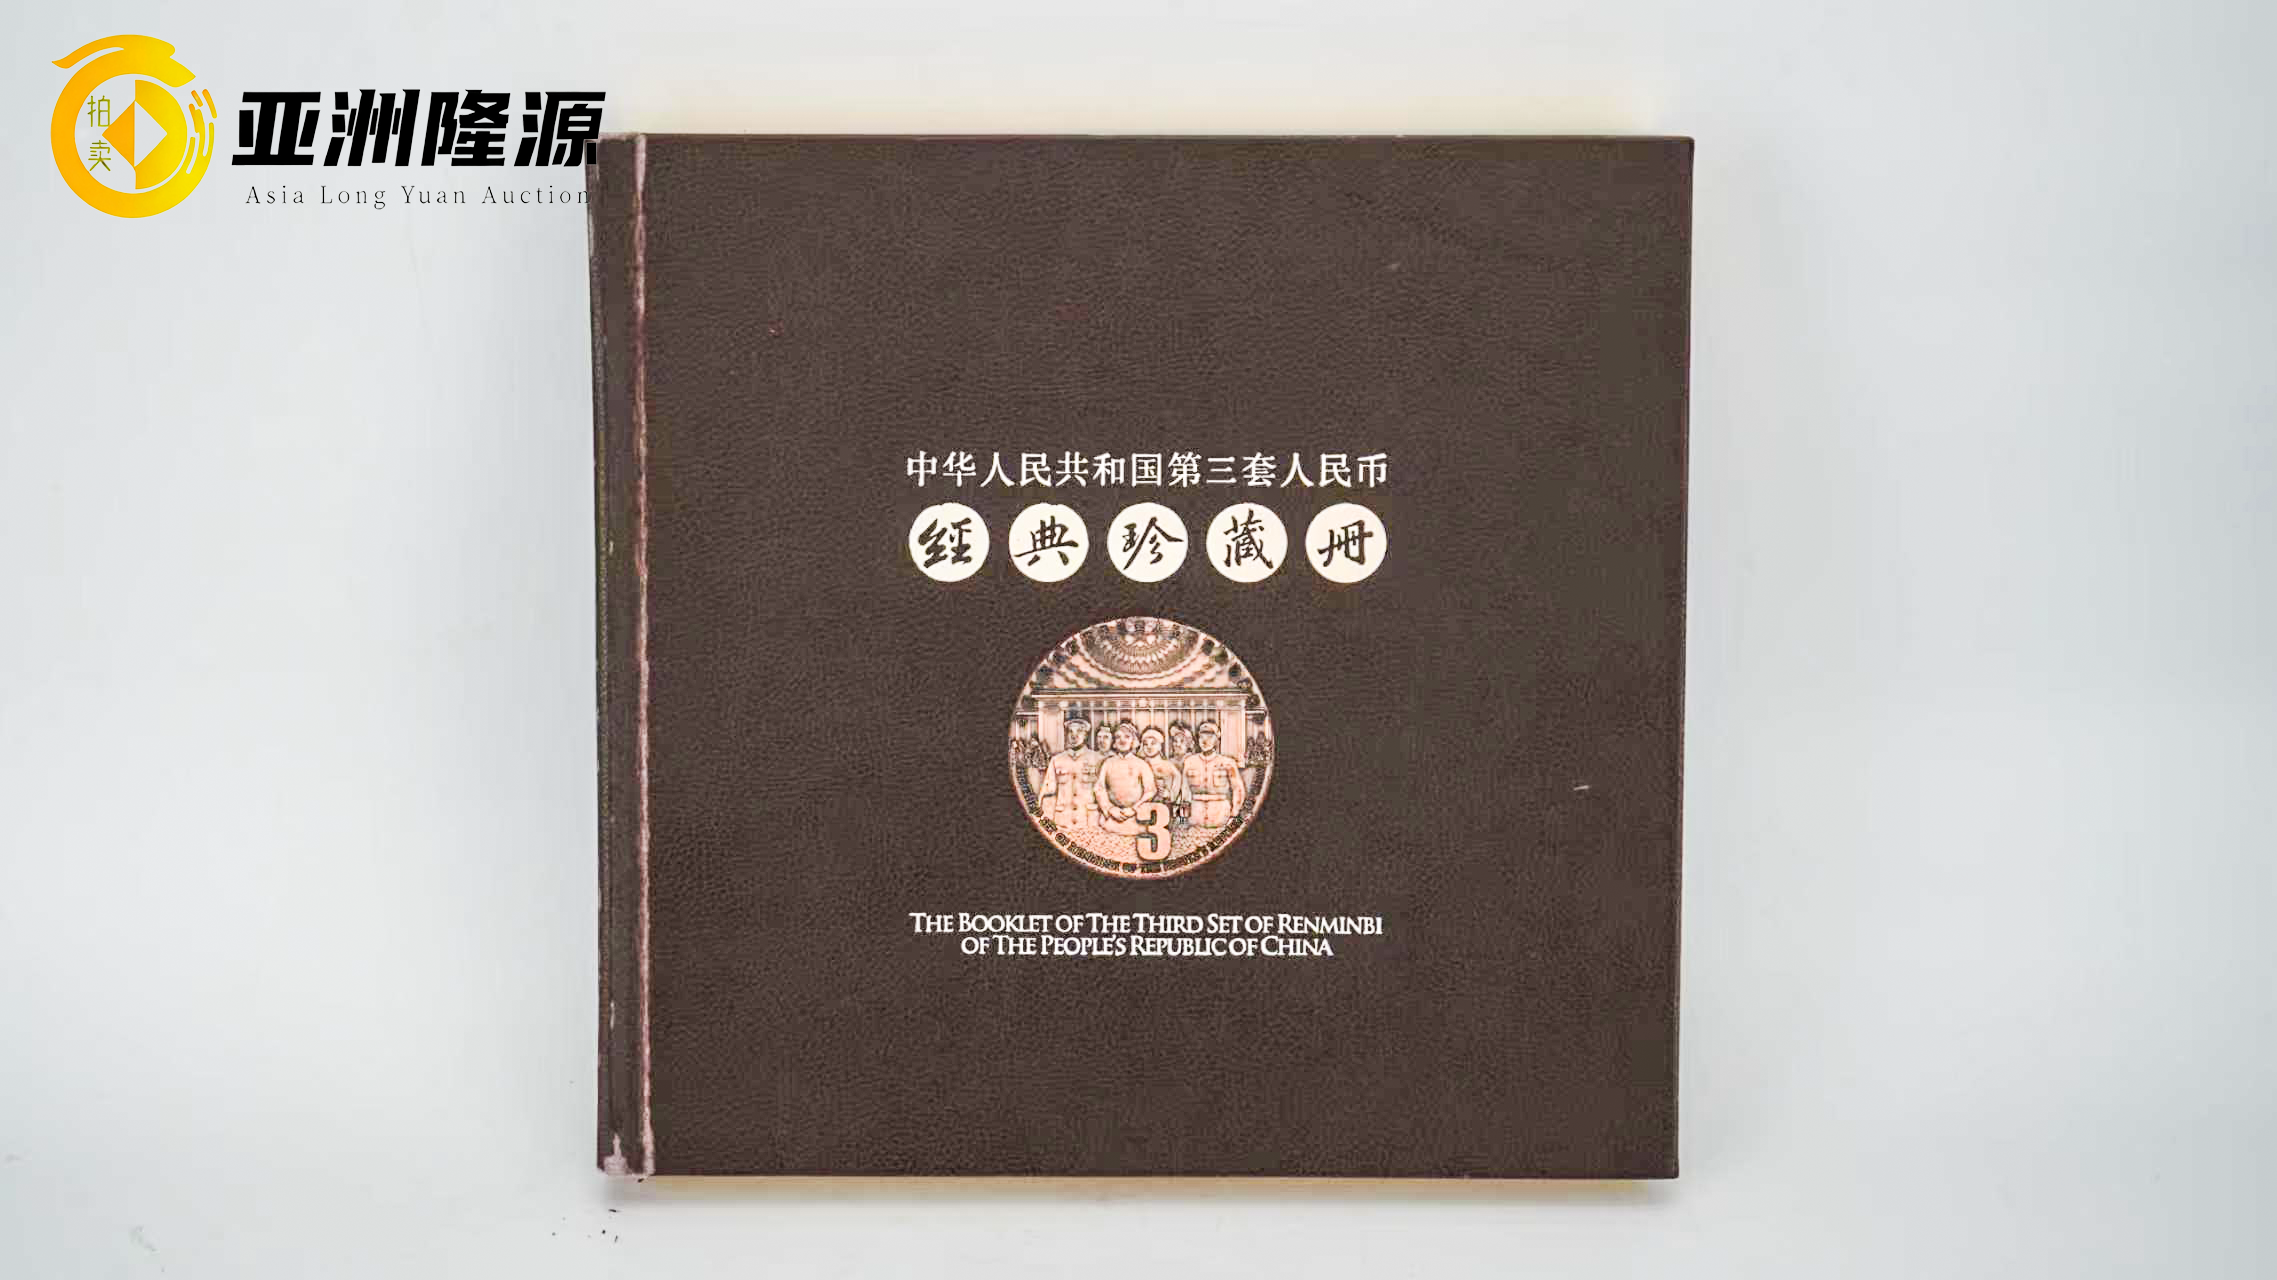 拍卖
亚洲隆源
Asia Long Yuan Auction
中华人民共和国第三套人民币
經典珍藏冊
3
THE BOOKLET OF THE THIRD SET OF RENMINBI
OF THE PEOPLE'S REPUBLIC OF CHINA